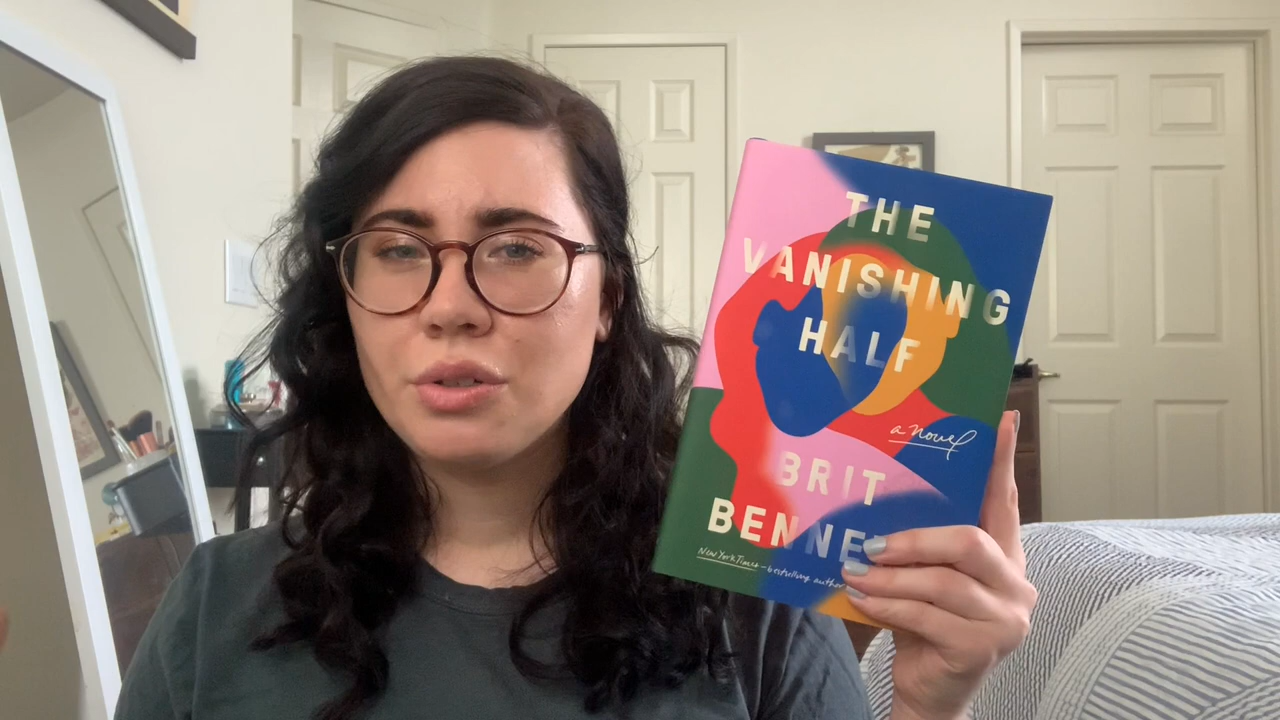 THE
VANISHING
HALF
a novel
BRIT
BENNE
New York Times-bestselling author